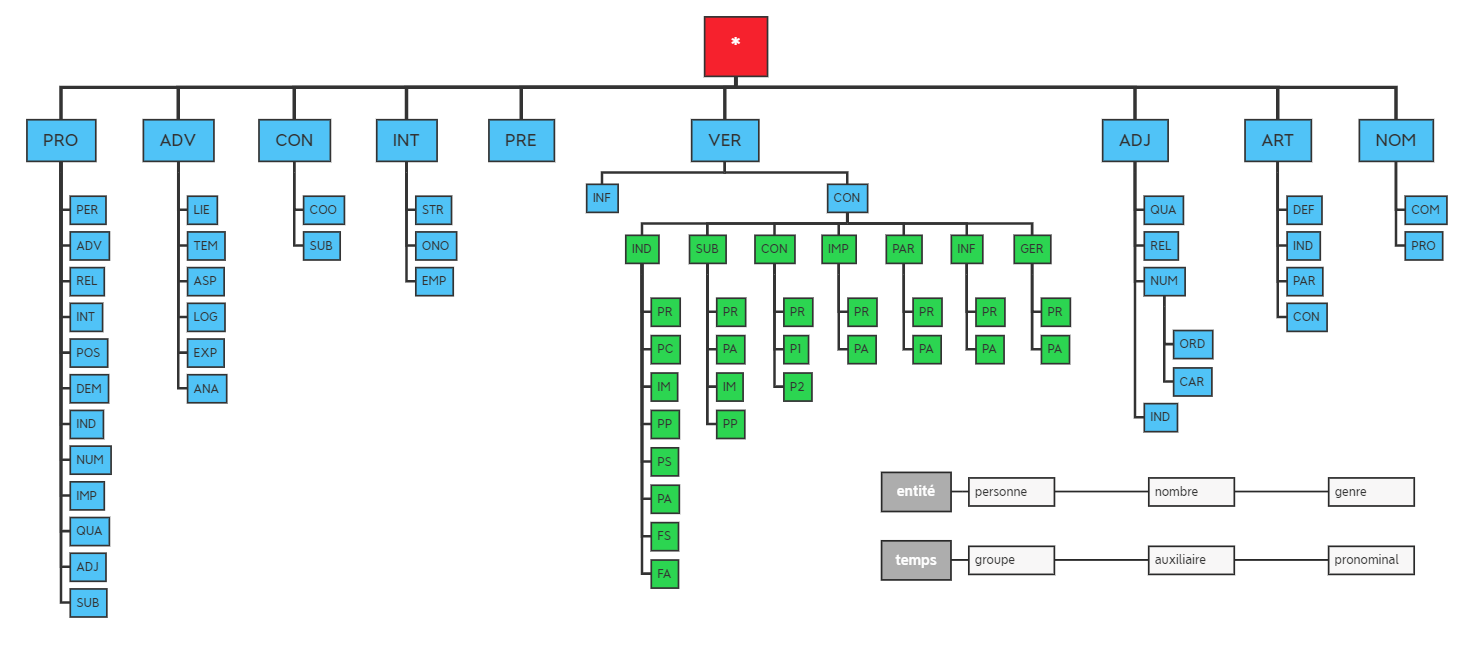 *
PRO
ADV
CON
INT
PRE
VER
ADJ
ART
NOM
PER
ADV
REL
INT
POS
DEM
IND
NUM
IMP
QUA
ADJ
SUB
LIE
TEM
ASP
LOG
EXP
ANA
COO
SUB
STR
ONO
EMP
INF
CON
IND
SUB
CON
IMP
PAR
INF
GER
PR
PC
IM
PP
PS
PA
FS
FA
PR
PA
IM
PP
PR
P1
P2
PR
PA
PR
PA
PR
PA
PR
PA
QUA
REL
NUM
ORD
CAR
IND
DEF
IND
PAR
CON
COM
PRO
entité personne nombre genre
temps groupe auxiliaire pronominal